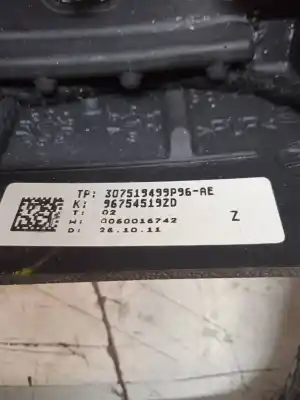 TP: 307519499P96-AE
K: 96754519ZD
T: 02
W: 0060016742
D: 26.10.11
Z